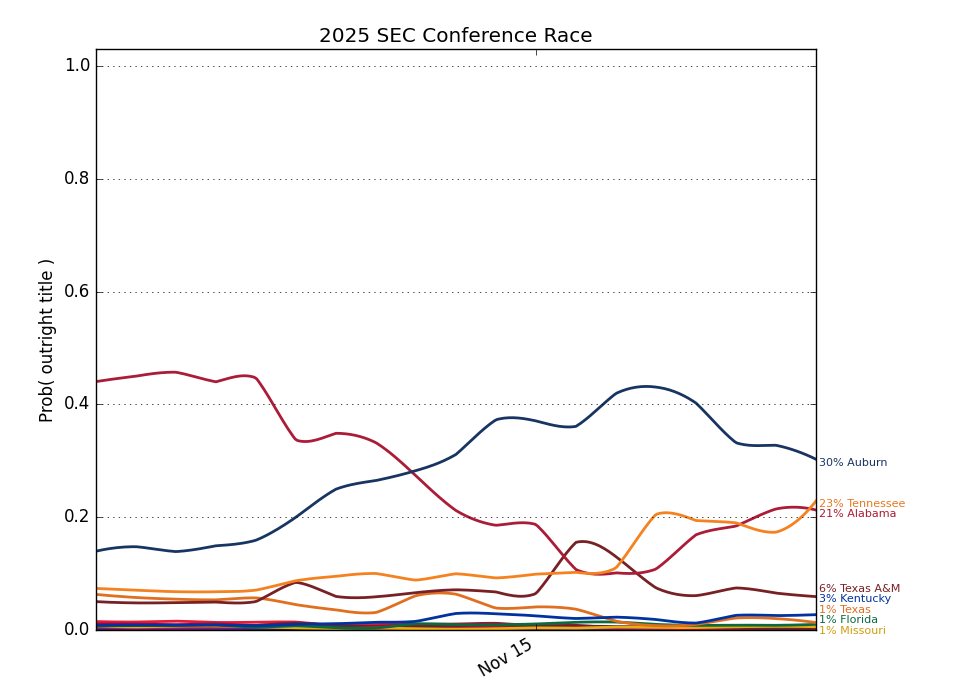 2025 SEC Conference Race
1.0
0.8
0.6
0.4
0.2
0.0
Prob( outright title )
Nov 15
30% Auburn
23% Tennessee
21% Alabama
6% Texas A&M
3% Kentucky
1% Texas
1% Florida
1% Missouri